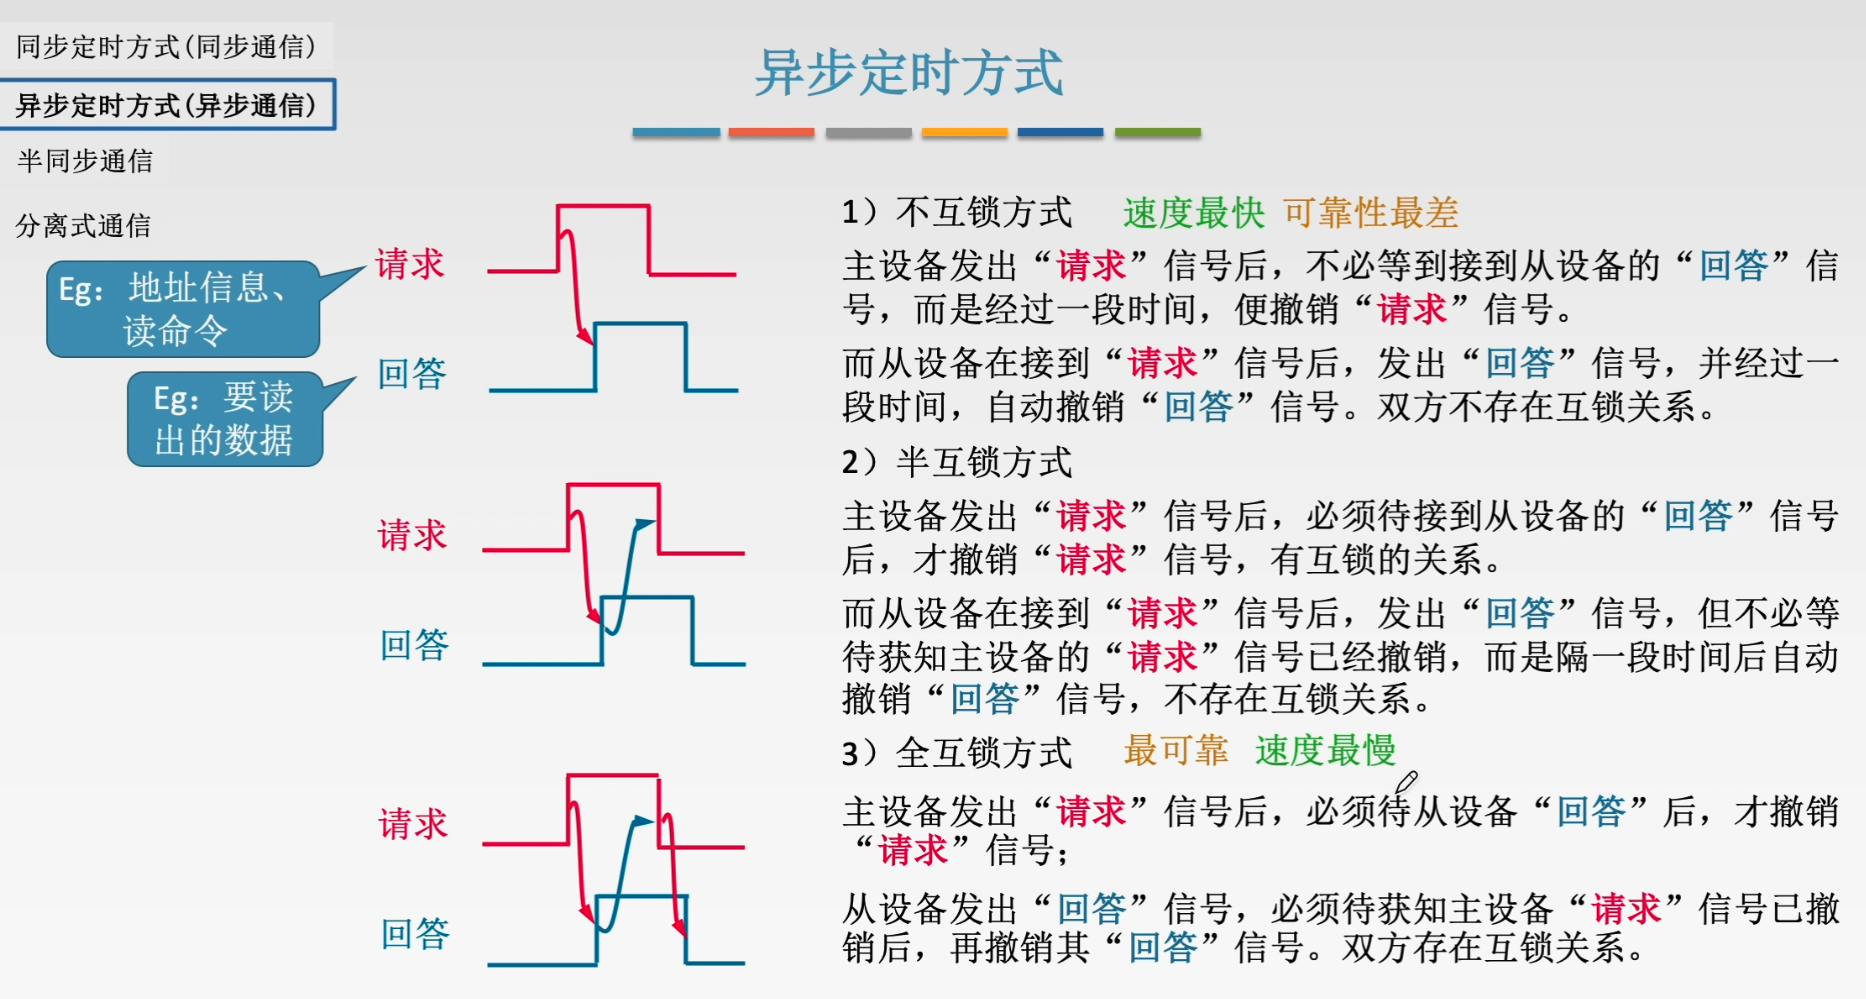 同步定时方式(同步通信)
异步定时方式(异步通信)
半同步通信
分离式通信
异步定时方式
请求
Eg：地址信息、
读命令
回答
Eg：要读
出的数据
1）不互锁方式 速度最快 可靠性最差
主设备发出“请求”信号后，不必等到接到从设备的“回答”信
号，而是经过一段时间，便撤销“请求”信号。
而从设备在接到“请求”信号后，发出“回答”信号，并经过一
段时间，自动撤销“回答”信号。双方不存在互锁关系。
请求
回答
2）半互锁方式
主设备发出“请求”信号后，必须待接到从设备的“回答”信号
后，才撤销“请求”信号，有互锁的关系。
而从设备在接到“请求”信号后，发出“回答”信号，但不必等
待获知主设备的“请求”信号已经撤销，而是隔一段时间后自动
撤销“回答”信号，不存在互锁关系。
请求
回答
3）全互锁方式 最可靠 速度最慢
主设备发出“请求”信号后，必须待从设备“回答”后，才撤销
“请求”信号；
从设备发出“回答”信号，必须待获知主设备“请求”信号已撤
销后，再撤销其“回答”信号。双方存在互锁关系。